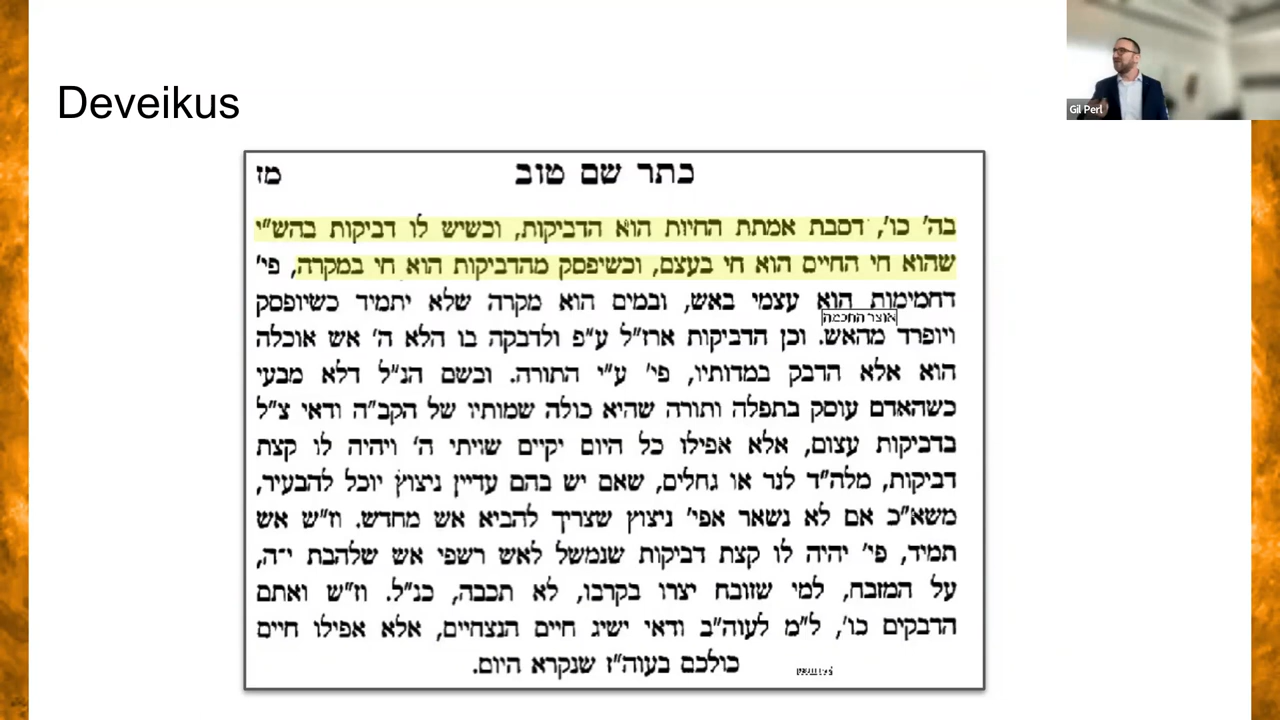 Deveikus
Gil Perl
כתר שם טוב
מז
בה' כו', דסבת אמתת החיות הוא הדביקות, וכשיש לו דביקות בהש"י
שהוא חי החיים הוא חי בעצם, וכשיפסק מהדביקות הוא חי במקרה, פי'
דחמימות הוא עצמי באש, ובמים הוא מקרה שלא יתמיד כשיופסק
אוצר החכמה
ויופרד מהאש. וכן הדביקות ארז"ל ע"פ ולדבקה בו הלא ה' אש אוכלה
הוא אלא הדבק במדותיו, פי' ע"י התורה. ובשם הנ"ל דלא מבעי
כשהאדם עוסק בתפלה ותורה שהיא כולה שמותיו של הקב"ה ודאי צ"ל
בדביקות עצום, אלא אפילו כל היום יקיים שויתי ה' ויהיה לו קצת
דביקות, מלה"ד לנר או גחלים, שאם יש בהם עדיין ניצוץ יוכל להבעיר,
משא"כ אם לא נשאר אפי' ניצוץ שצריך להביא אש מחדש. וז"ש אש
תמיד, פי' יהיה לו קצת דביקות שנמשל לאש רשפי אש שלהבת י־ה,
על המזבח, למי שזובח יצרו בקרבו, לא תכבה, כנ"ל. וז"ש ואתם
הדבקים כו', ל"מ לעוה"ב ודאי ישיג חיים הנצחיים, אלא אפילו חיים
כולכם בעוה"ז שנקרא היום.